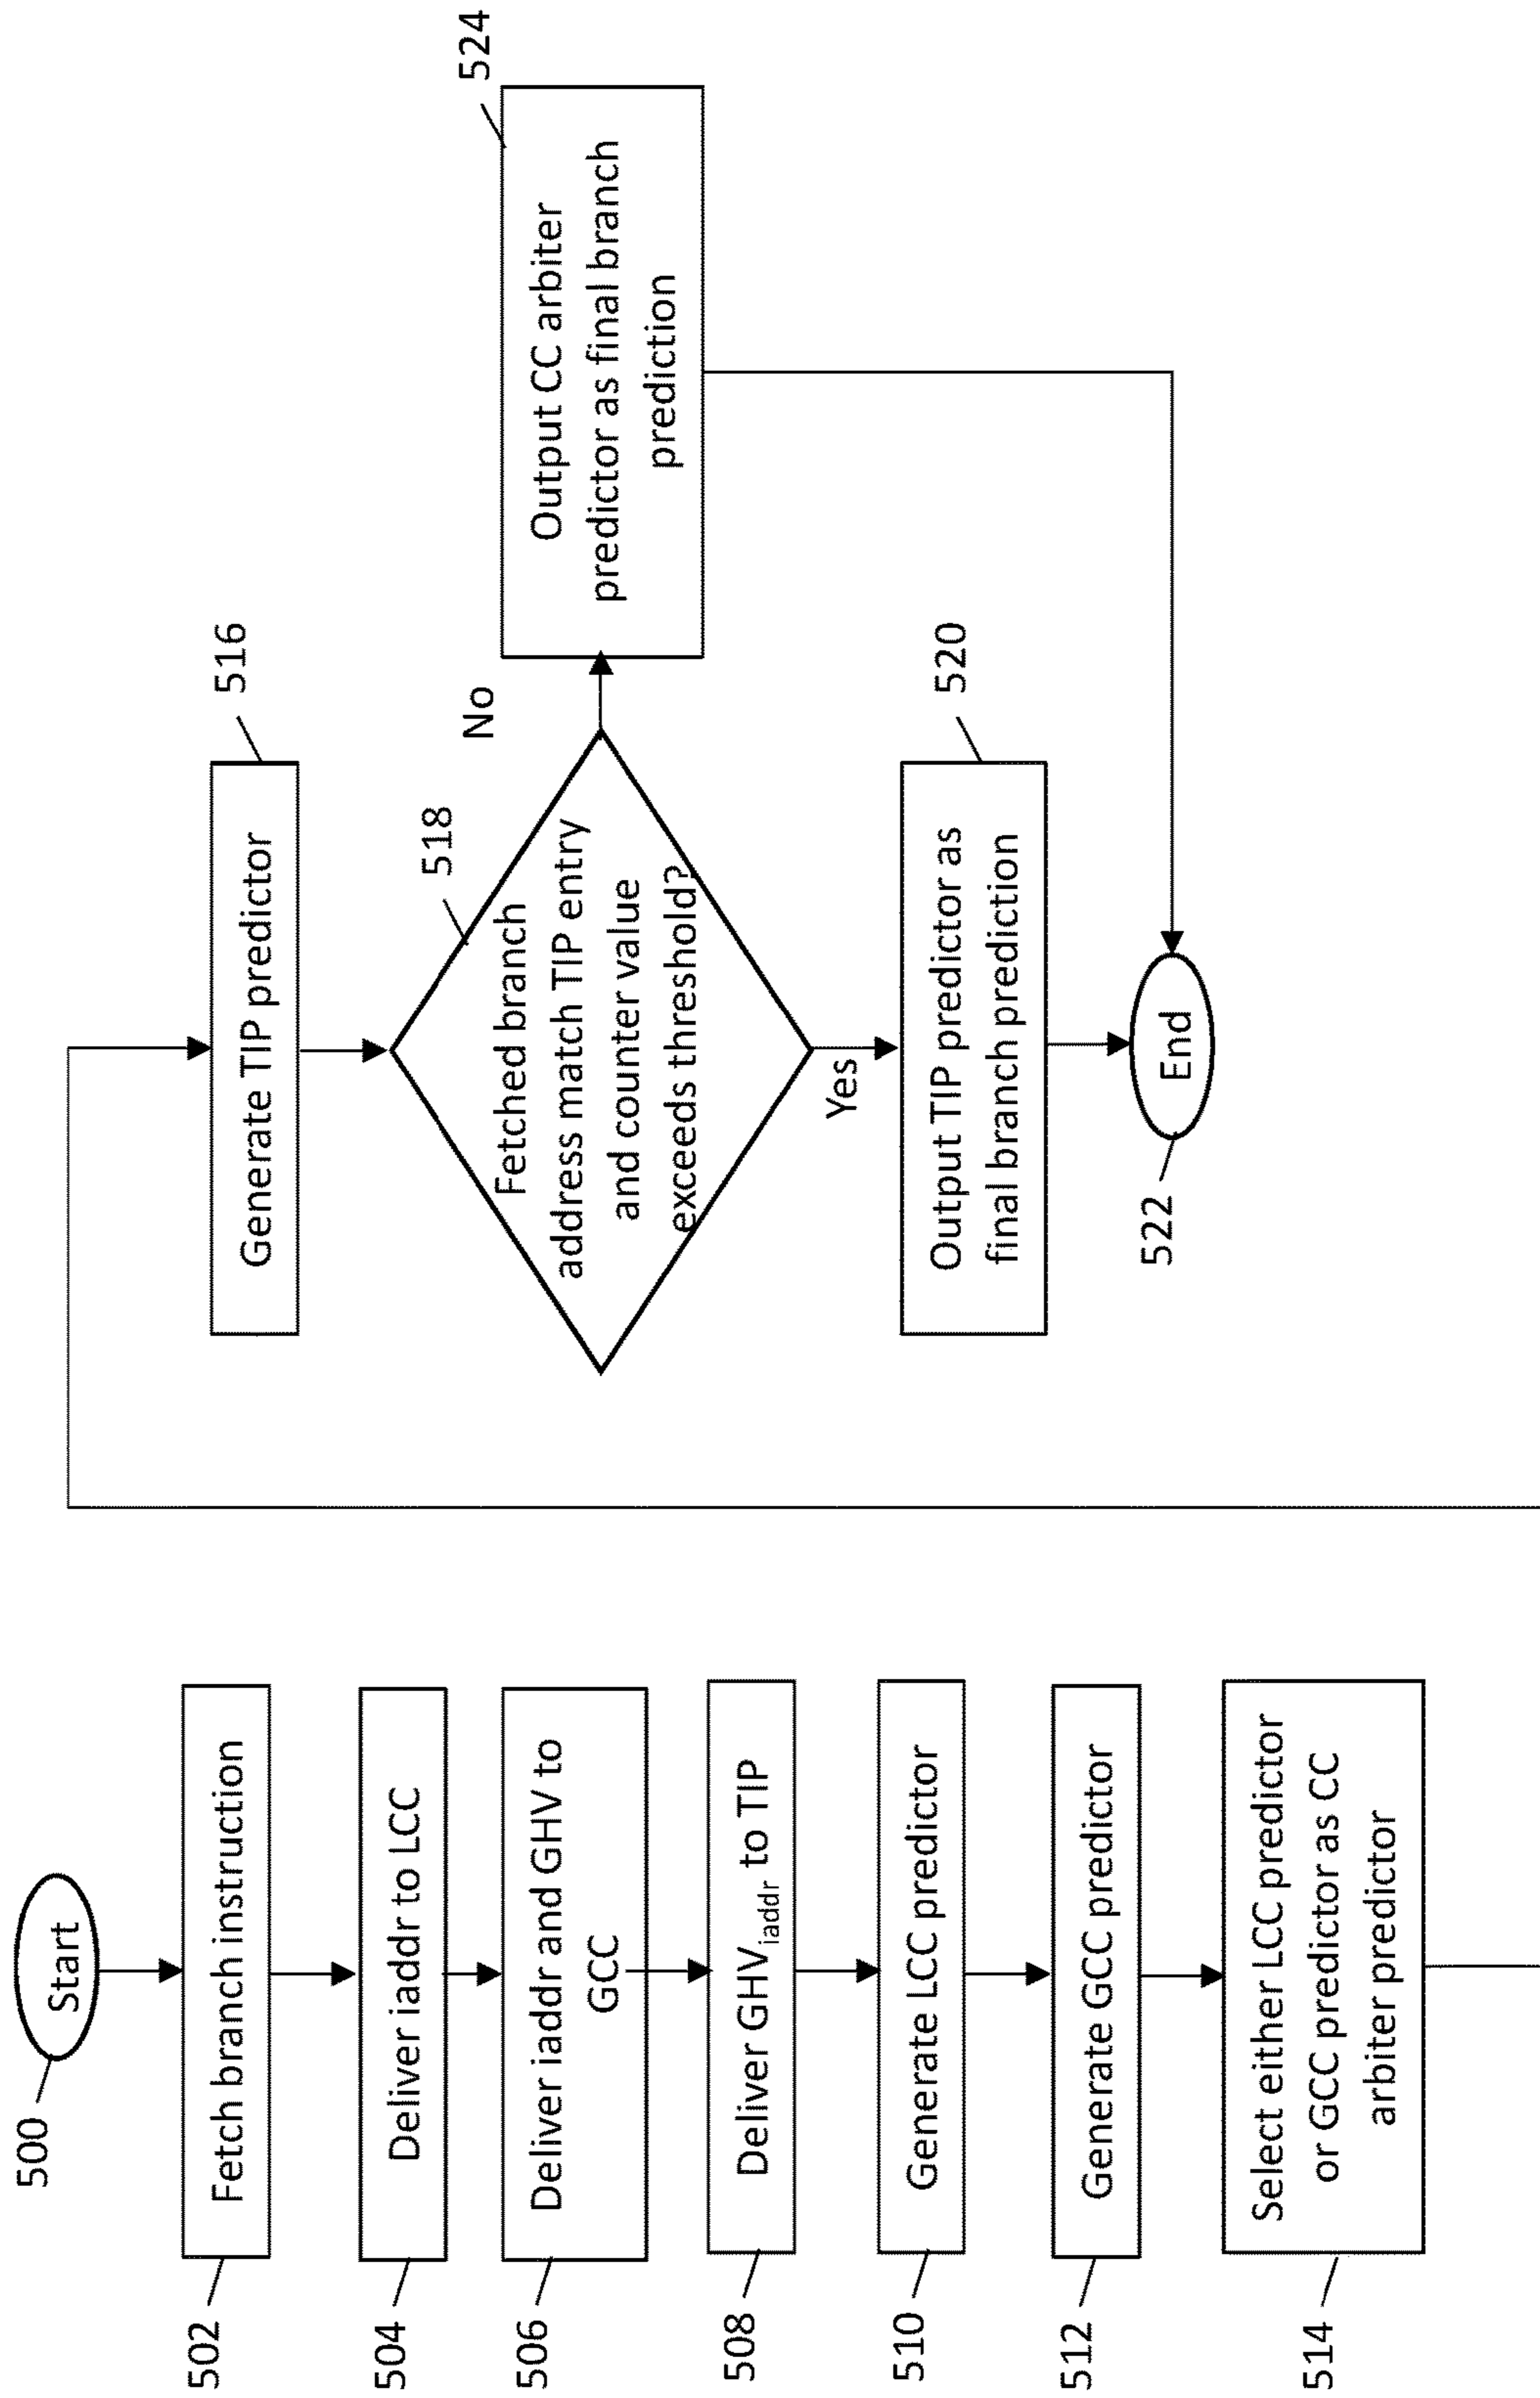 500
Start
502
Fetch branch instruction
504
Deliver iaddr to LCC
506
Deliver iaddr and GHV to
GCC
508
Deliver GHViaddr to TIP
510
Generate LCC predictor
512
Generate GCC predictor
514
Select either LCC predictor
or GCC predictor as CC
arbiter predictor
516
Generate TIP predictor
518
Fetched branch
address match TIP entry
and counter value
exceeds threshold?
No
524
Output CC arbiter
predictor as final branch
prediction
Yes
520
Output TIP predictor as
final branch prediction
522
End